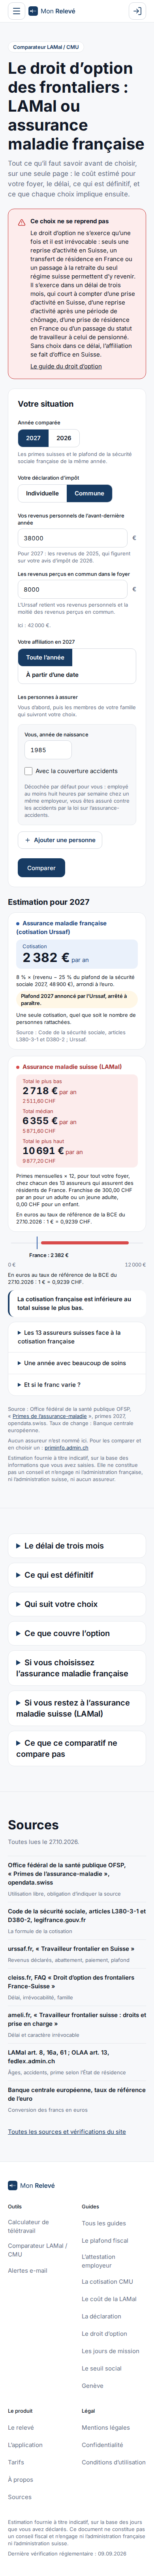 Mon Relevé
Comparateur LAMal / CMU
Le droit d’option
des frontaliers :
LAMal ou
assurance
maladie française
Tout ce qu’il faut savoir avant de choisir,
sur une seule page : le coût estimé pour
votre foyer, le délai, ce qui est définitif, et
ce que chaque choix implique ensuite.
Ce choix ne se reprend pas
Le droit d’option ne s’exerce qu’une
fois et il est irrévocable : seuls une
reprise d’activité en Suisse, un
transfert de résidence en France ou
un passage à la retraite du seul
régime suisse permettent d’y revenir.
Il s’exerce dans un délai de trois
mois, qui court à compter d’une prise
d’activité en Suisse, d’une reprise
d’activité après une période de
chômage, d’une prise de résidence
en France ou d’un passage du statut
de travailleur à celui de pensionné.
Sans choix dans ce délai, l’affiliation
se fait d’office en Suisse.
Le guide du droit d’option
Votre situation
Année comparée
2027
2026
Les primes suisses et le plafond de la sécurité
sociale française de la même année.
Votre déclaration d’impôt
Individuelle
Commune
Vos revenus personnels de l’avant-dernière
année
38000
€
Pour 2027 : les revenus de 2025, qui figurent
sur votre avis d’impôt de 2026.
Les revenus perçus en commun dans le foyer
8000
€
L’Urssaf retient vos revenus personnels et la
moitié des revenus perçus en commun.
Ici : 42 000 €.
Votre affiliation en 2027
Toute l’année
À partir d’une date
Les personnes à assurer
Vous d’abord, puis les membres de votre famille
qui suivront votre choix.
Vous, année de naissance
1985
Avec la couverture accidents
Décochée par défaut pour vous : employé
au moins huit heures par semaine chez un
même employeur, vous êtes assuré contre
les accidents par la loi sur l’assurance-
accidents.
Ajouter une personne
Comparer
Estimation pour 2027
Assurance maladie française
(cotisation Urssaf)
Cotisation
2 382 € par an
8 % × (revenu − 25 % du plafond de la sécurité
sociale 2027, 48 900 €), arrondi à l’euro.
Plafond 2027 annoncé par l’Urssaf, arrêté à
paraître.
Une seule cotisation, quel que soit le nombre de
personnes rattachées.
Source : Code de la sécurité sociale, articles
L380-3-1 et D380-2 ; Urssaf.
Assurance maladie suisse (LAMal)
Total le plus bas
2 718 € par an
2 511,60 CHF
Total médian
6 355 € par an
5 871,60 CHF
Total le plus haut
10 691 € par an
9 877,20 CHF
Primes mensuelles × 12, pour votre foyer,
chez chacun des 13 assureurs qui assurent des
résidents de France. Franchise de 300,00 CHF
par an pour un adulte ou un jeune adulte,
0,00 CHF pour un enfant.
En euros au taux de référence de la BCE du
27.10.2026 : 1 € = 0,9239 CHF.
France : 2 382 €
0 €
12 000 €
En euros au taux de référence de la BCE du
27.10.2026 : 1 € = 0,9239 CHF.
La cotisation française est inférieure au
total suisse le plus bas.
Les 13 assureurs suisses face à la
cotisation française
Une année avec beaucoup de soins
Et si le franc varie ?
Source : Office fédéral de la santé publique OFSP,
« Primes de l’assurance-maladie », primes 2027,
opendata.swiss. Taux de change : Banque centrale
européenne.
Aucun assureur n’est nommé ici. Pour les comparer et
en choisir un : priminfo.admin.ch
Estimation fournie à titre indicatif, sur la base des
informations que vous avez saisies. Elle ne constitue
pas un conseil et n’engage ni l’administration française,
ni l’administration suisse, ni aucun assureur.
Le délai de trois mois
Ce qui est définitif
Qui suit votre choix
Ce que couvre l’option
Si vous choisissez
l’assurance maladie française
Si vous restez à l’assurance
maladie suisse (LAMal)
Ce que ce comparatif ne
compare pas
Sources
Toutes lues le 27.10.2026.
Office fédéral de la santé publique OFSP,
« Primes de l’assurance-maladie »,
opendata.swiss
Utilisation libre, obligation d’indiquer la source
Code de la sécurité sociale, articles L380-3-1 et
D380-2, legifrance.gouv.fr
La formule de la cotisation
urssaf.fr, « Travailleur frontalier en Suisse »
Revenus déclarés, abattement, paiement, plafond
cleiss.fr, FAQ « Droit d’option des frontaliers
France-Suisse »
Délai, irrévocabilité, famille
ameli.fr, « Travailleur frontalier suisse : droits et
prise en charge »
Délai et caractère irrévocable
LAMal art. 8, 16a, 61 ; OLAA art. 13,
fedlex.admin.ch
Âges, accidents, prime selon l’État de résidence
Banque centrale européenne, taux de référence
de l’euro
Conversion des francs en euros
Toutes les sources et vérifications du site
Mon Relevé
Outils
Calculateur de
télétravail
Comparateur LAMal /
CMU
Alertes e-mail
Guides
Tous les guides
Le plafond fiscal
L’attestation
employeur
La cotisation CMU
Le coût de la LAMal
La déclaration
Le droit d’option
Les jours de mission
Le seuil social
Genève
Le produit
Le relevé
L’application
Tarifs
À propos
Sources
Légal
Mentions légales
Confidentialité
Conditions d’utilisation
Estimation fournie à titre indicatif, sur la base des jours
que vous avez déclarés. Ce document ne constitue pas
un conseil fiscal et n’engage ni l’administration française
ni l’administration suisse.
Dernière vérification réglementaire : 09.09.2026